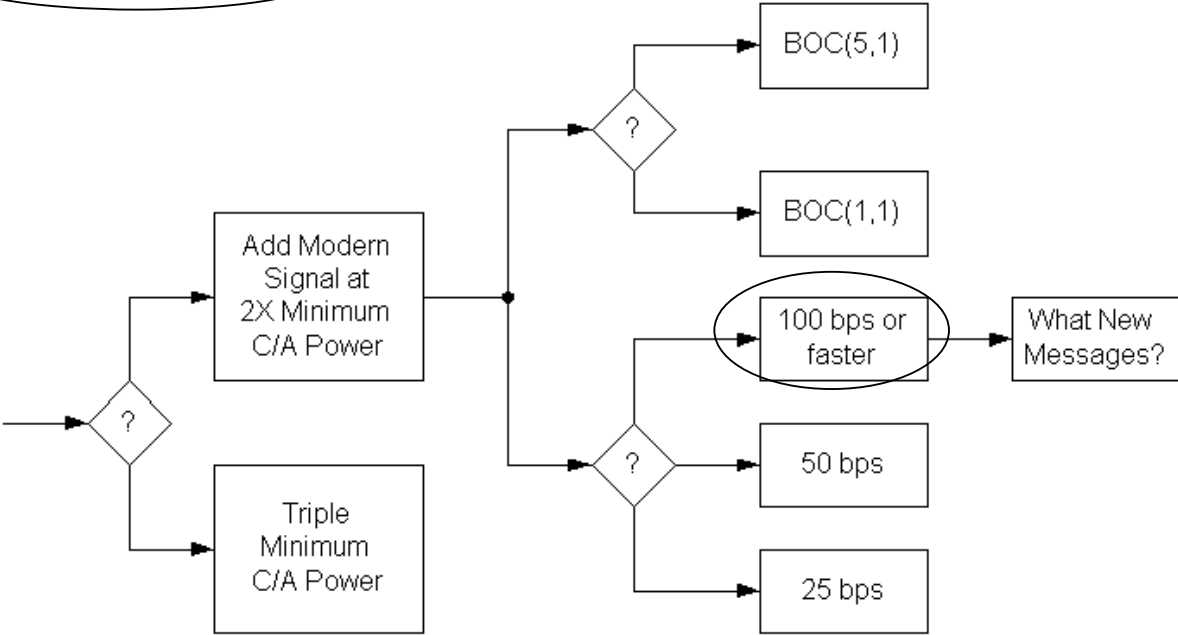 ?
Add Modern
Signal at
2X Minimum
C/A Power
Triple
Minimum
C/A Power
?
BOC(5,1)
BOC(1,1)
?
100 bps or
faster
50 bps
25 bps
What New
Messages?